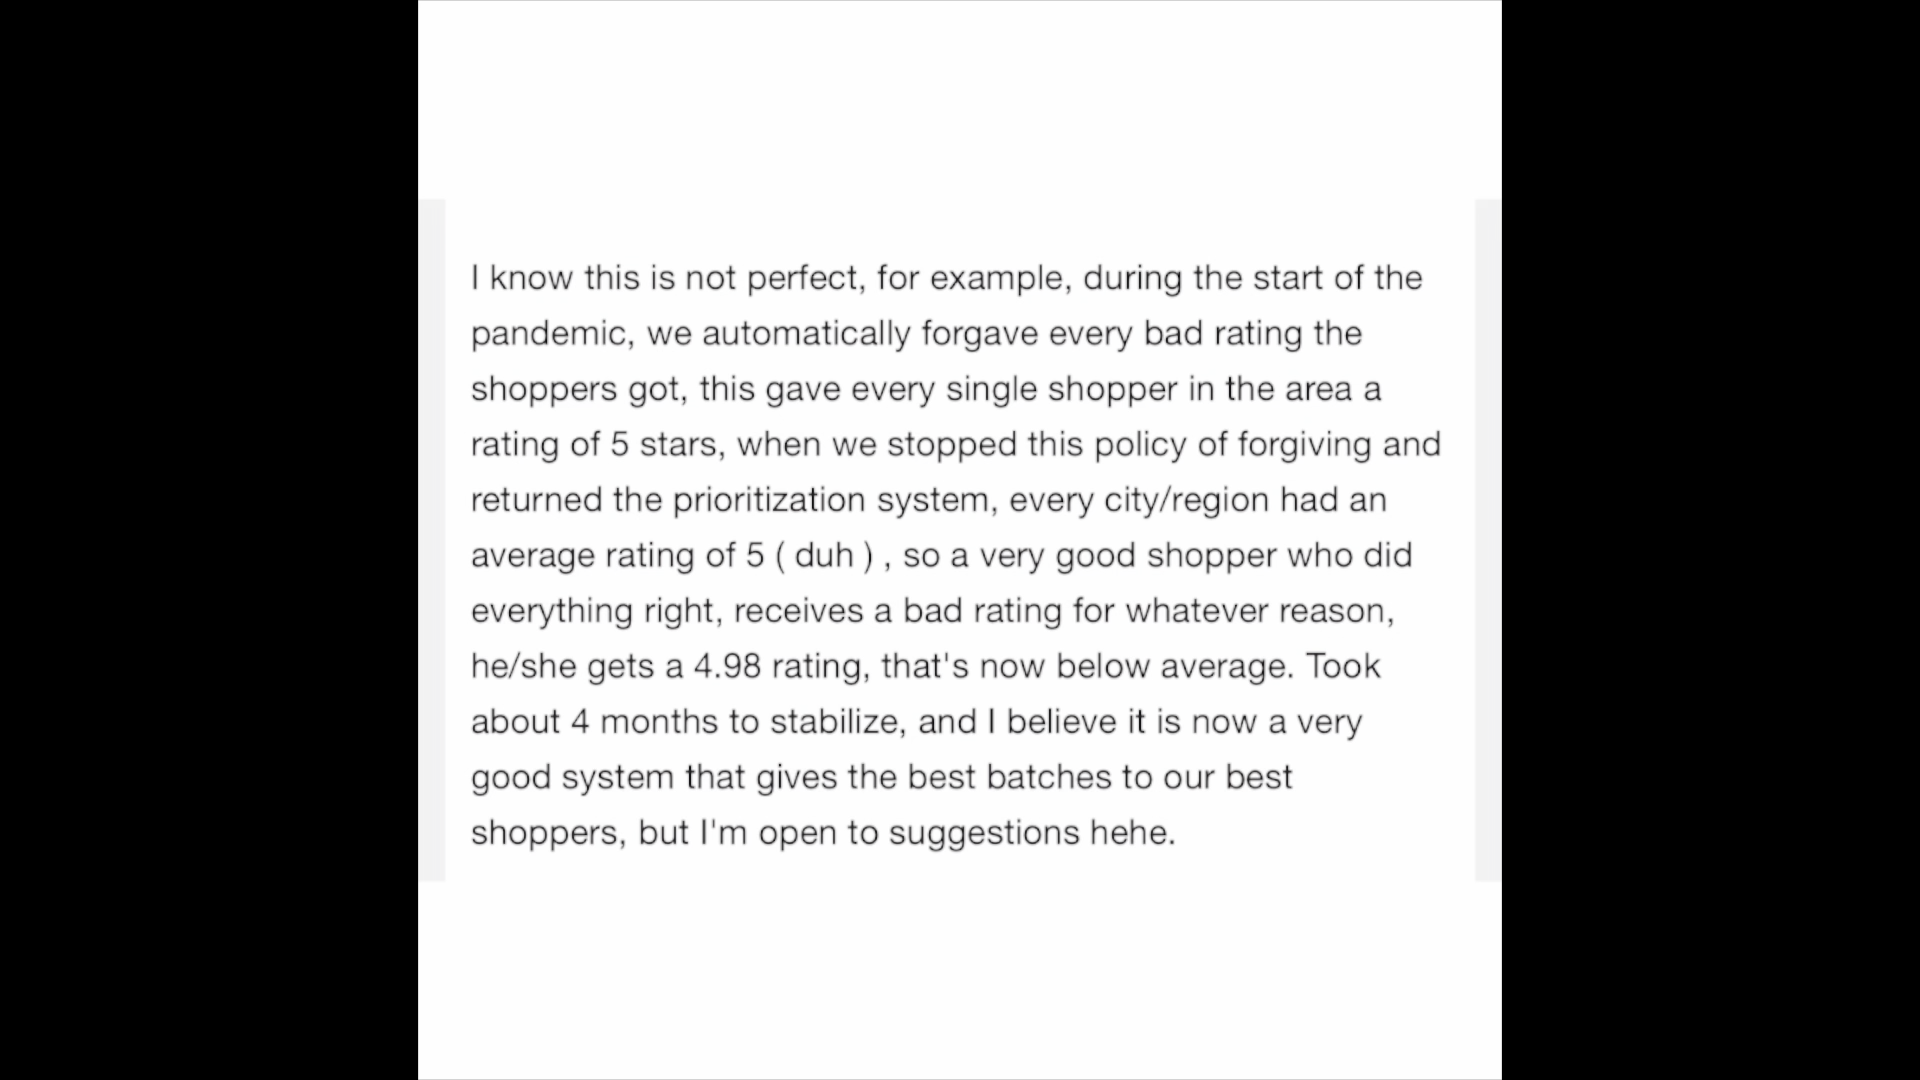 I know this is not perfect, for example, during the start of the
pandemic, we automatically forgave every bad rating the
shoppers got, this gave every single shopper in the area a
rating of 5 stars, when we stopped this policy of forgiving and
returned the prioritization system, every city/region had an
average rating of 5 ( duh ) , so a very good shopper who did
everything right, receives a bad rating for whatever reason,
he/she gets a 4.98 rating, that's now below average. Took
about 4 months to stabilize, and I believe it is now a very
good system that gives the best batches to our best
shoppers, but I'm open to suggestions hehe.